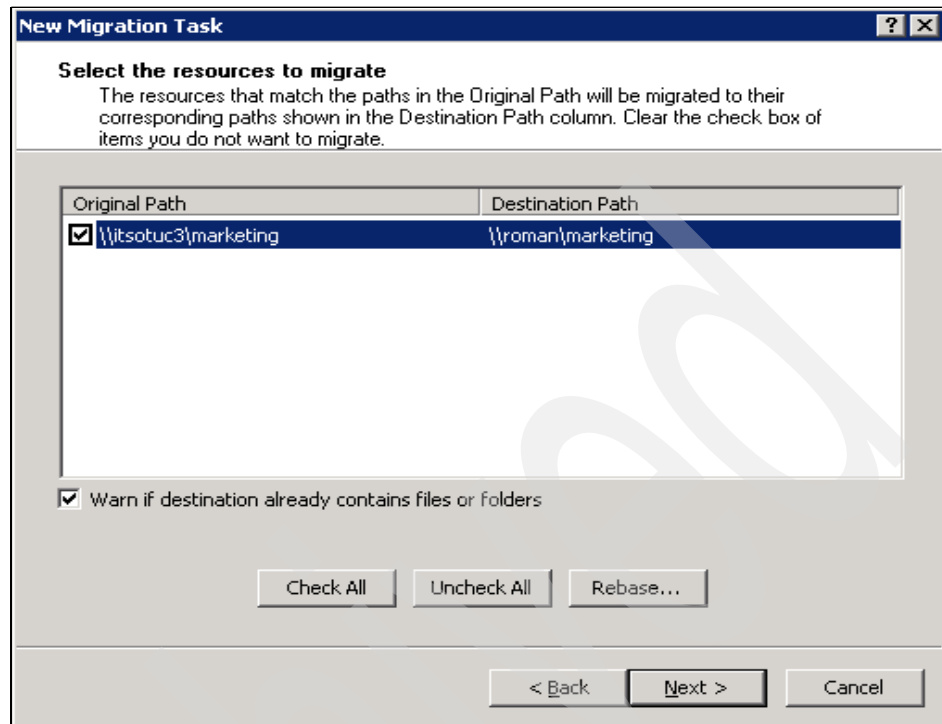 New Migration Task
Select the resources to migrate
The resources that match the paths in the Original Path will be migrated to their
corresponding paths shown in the Destination Path column. Clear the check box of
items you do not want to migrate.
Original Path Destination Path
\\itsotuc3\marketing \\roman\marketing
Warn if destination already contains files or folders
Check All Uncheck All Rebase...
< Back Next > Cancel